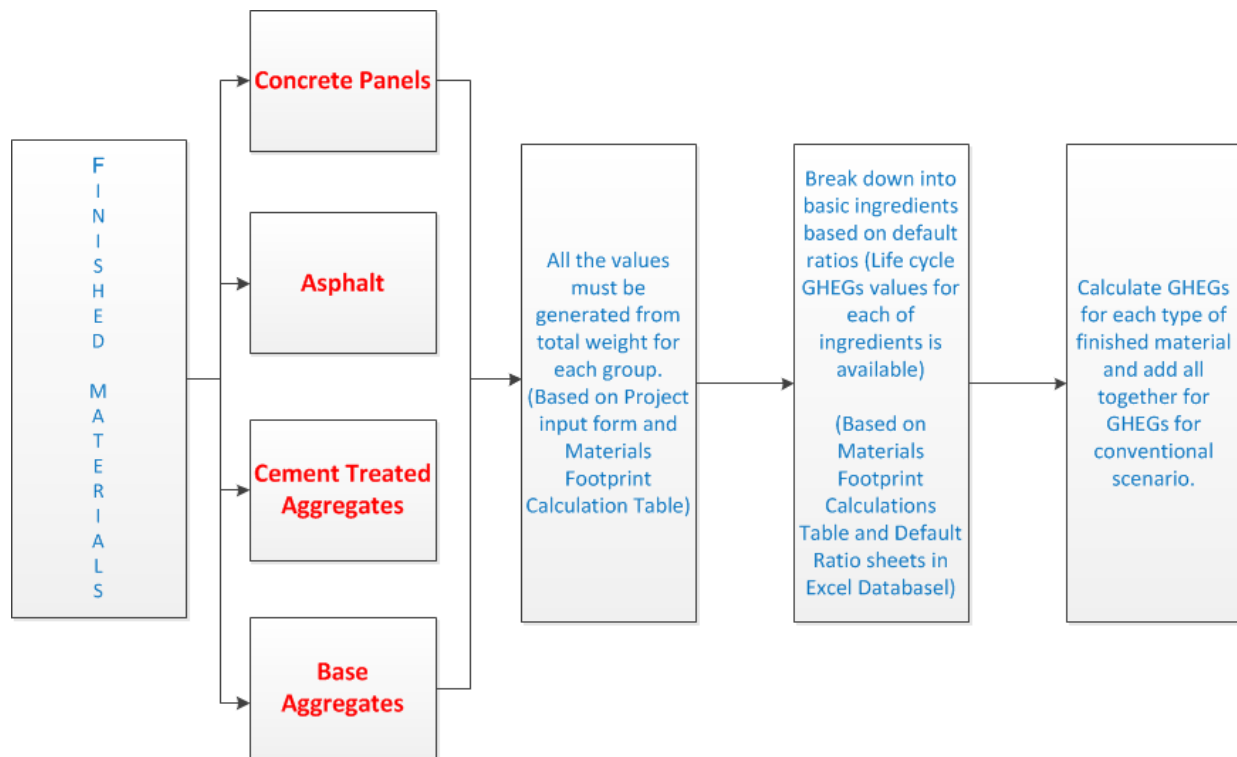 FINISHED MATERIALS
Concrete Panels
Asphalt
Cement Treated
Aggregates
Base
Aggregates
All the values
must be
generated from
total weight for
each group.
(Based on Project
input form and
Materials
Footprint
Calculation Table)
Break down into
basic ingredients
based on default
ratios (Life cycle
GHEGs values for
each of
ingredients is
available)
(Based on
Materials
Footprint
Calculations
Table and Default
Ratio sheets in
Excel Databasel)
Calculate GHEGs
for each type of
finished material
and add all
together for
GHEGs for
conventional
scenario.